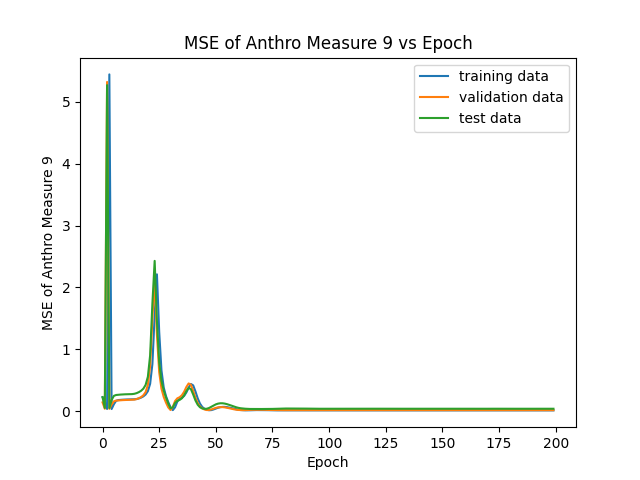 MSE of Anthro Measure 9 vs Epoch
training data
validation data
test data
MSE of Anthro Measure 9
5
4
3
2
1
0
0 25 50 75 100 125 150 175 200
Epoch